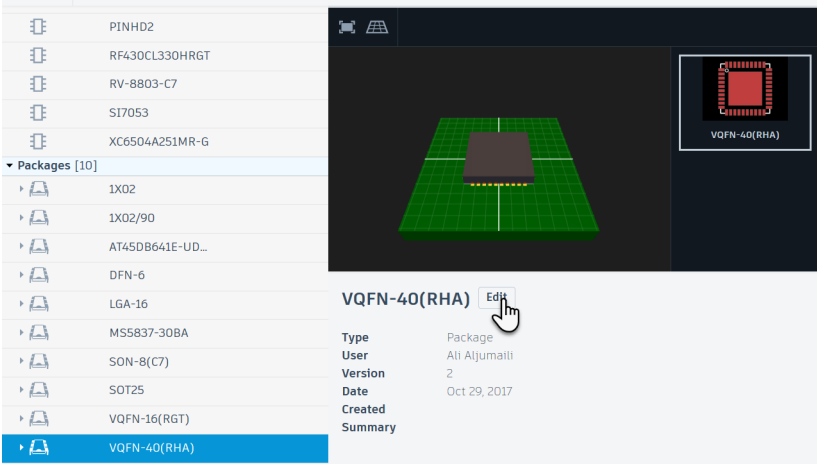 PINHD2
RF430CL330HRGT
RV-8803-C7
SI7053
XC6504A251MR-G
Packages [10]
1X02
1X02/90
AT45DB641E-UD...
DFN-6
LGA-16
MS5837-30BA
SON-8(C7)
SOT25
VQFN-16(RGT)
VQFN-40(RHA)
VQFN-40(RHA)
VQFN-40(RHA) Edit
Type Package
User Ali Aljumaili
Version 2
Date Oct 29, 2017
Created
Summary